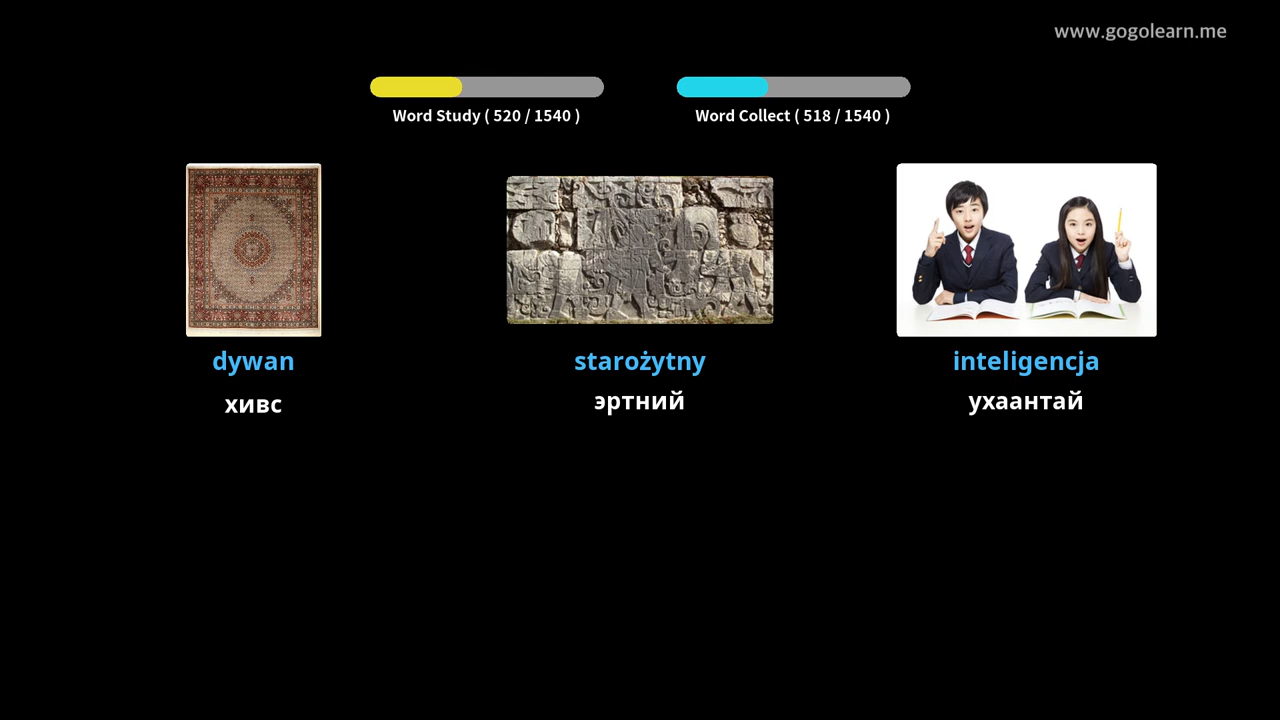 www.gogolearn.me
Word Study ( 520 / 1540 )
Word Collect ( 518 / 1540 )
dywan
хивс
starożytny
эртний
inteligencja
ухаантай